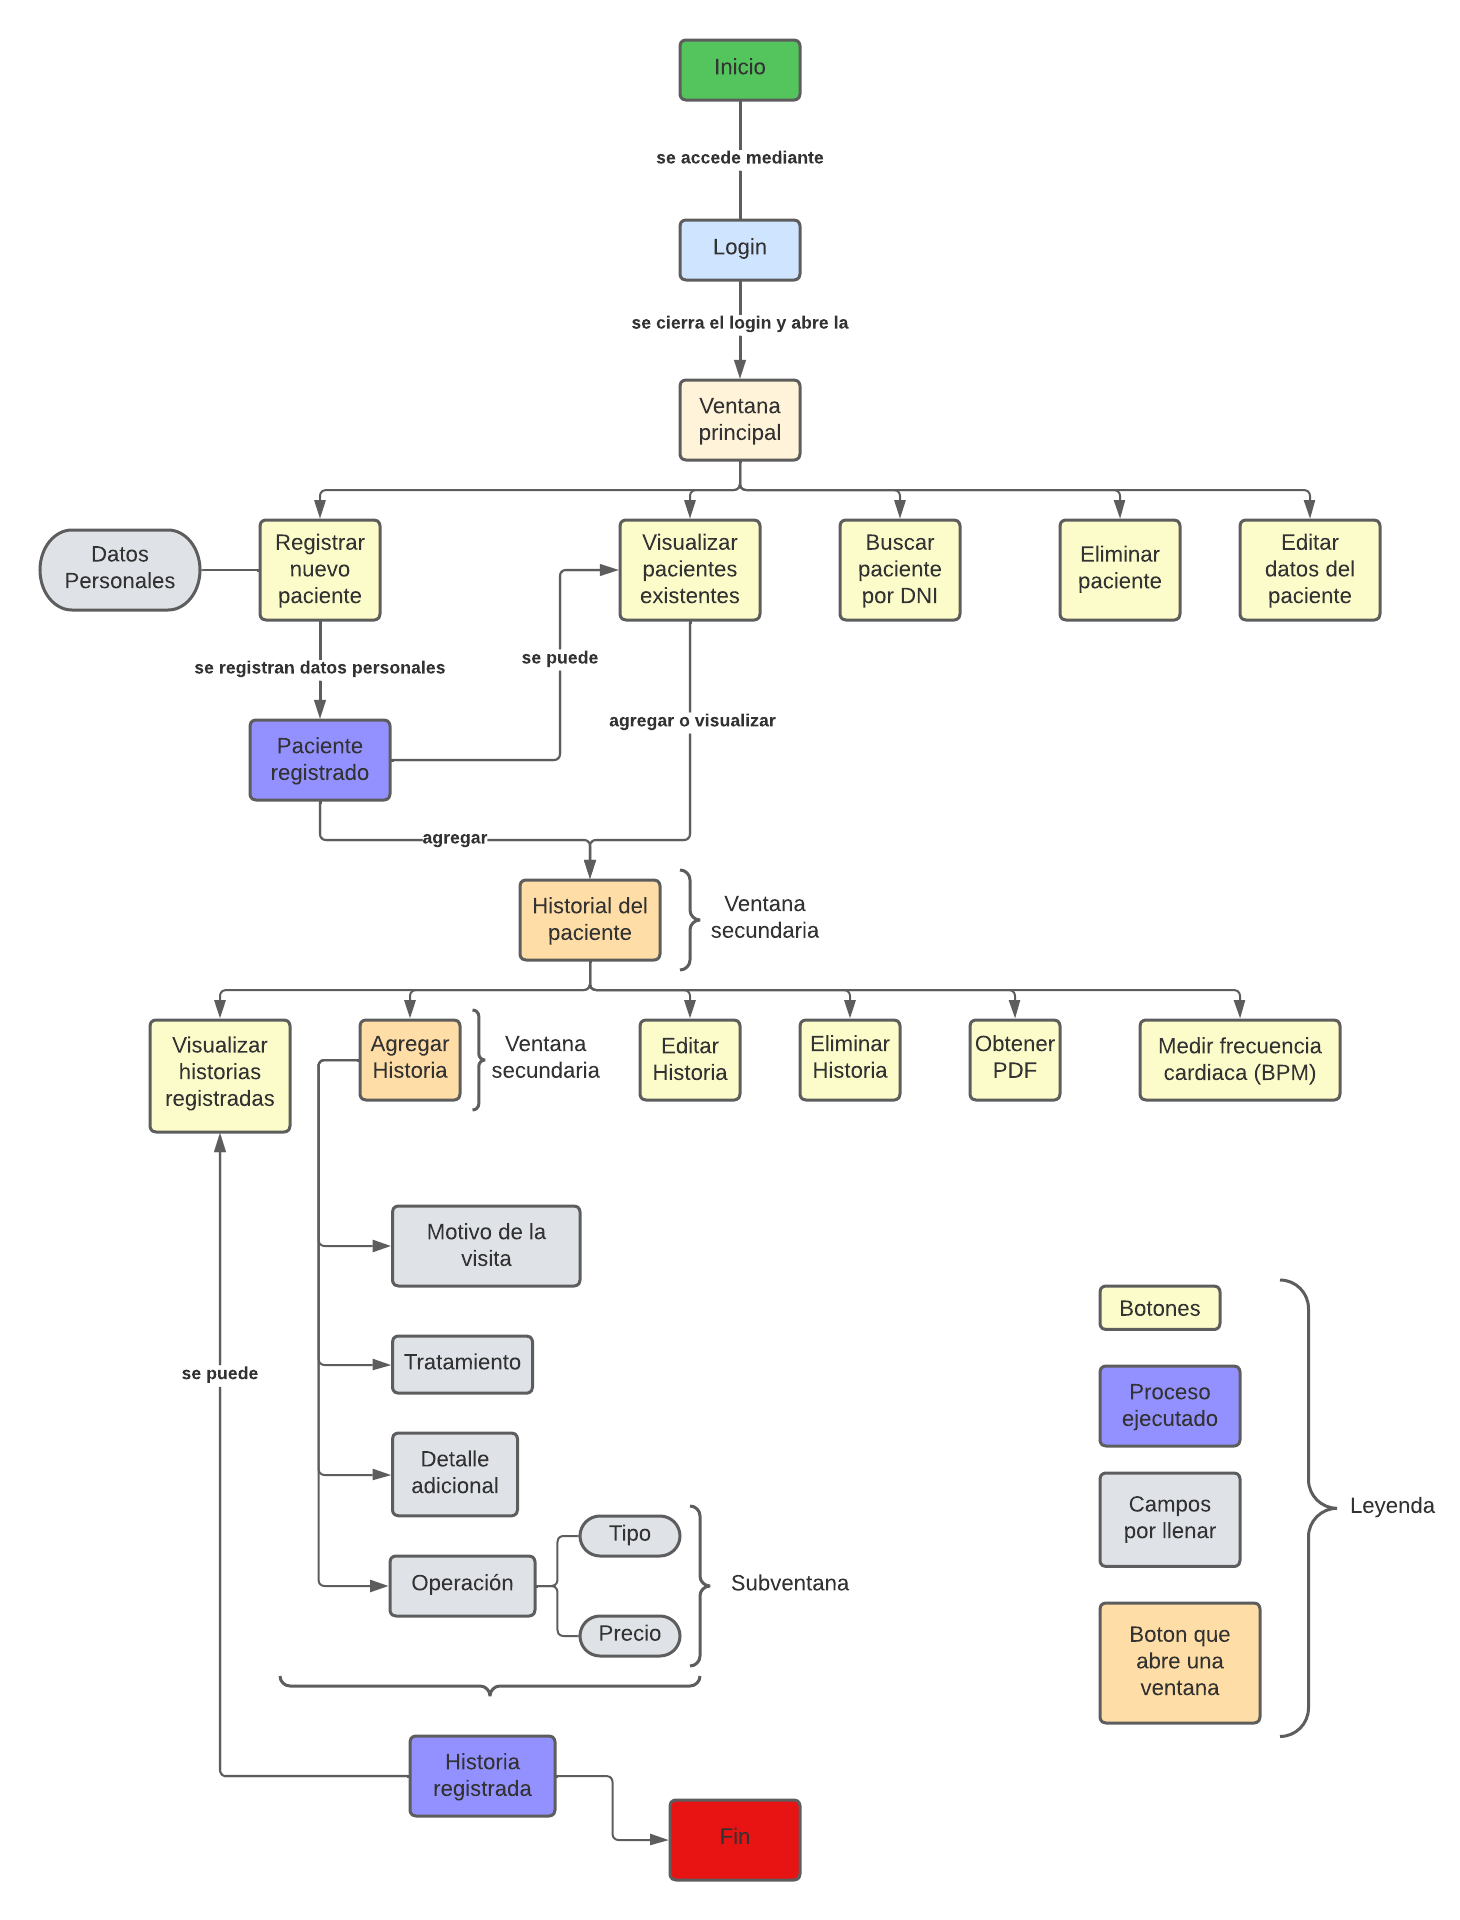 Inicio
se accede mediante
Login
se cierra el login y abre la
Ventana
principal
Datos
Personales
Registrar
nuevo
paciente
Visualizar
pacientes
existentes
Buscar
paciente
por DNI
Eliminar
paciente
Editar
datos del
paciente
se registran datos personales
se puede
agregar o visualizar
Paciente
registrado
agregar
Historial del
paciente
Ventana
secundaria
Visualizar
historias
registradas
Agregar
Historia
Ventana
secundaria
Editar
Historia
Eliminar
Historia
Obtener
PDF
Medir frecuencia
cardiaca (BPM)
Motivo de la
visita
Tratamiento
se puede
Detalle
adicional
Operación
Tipo
Precio
Subventana
Historia
registrada
Fin
Botones
Proceso
ejecutado
Campos
por llenar
Boton que
abre una
ventana
Leyenda